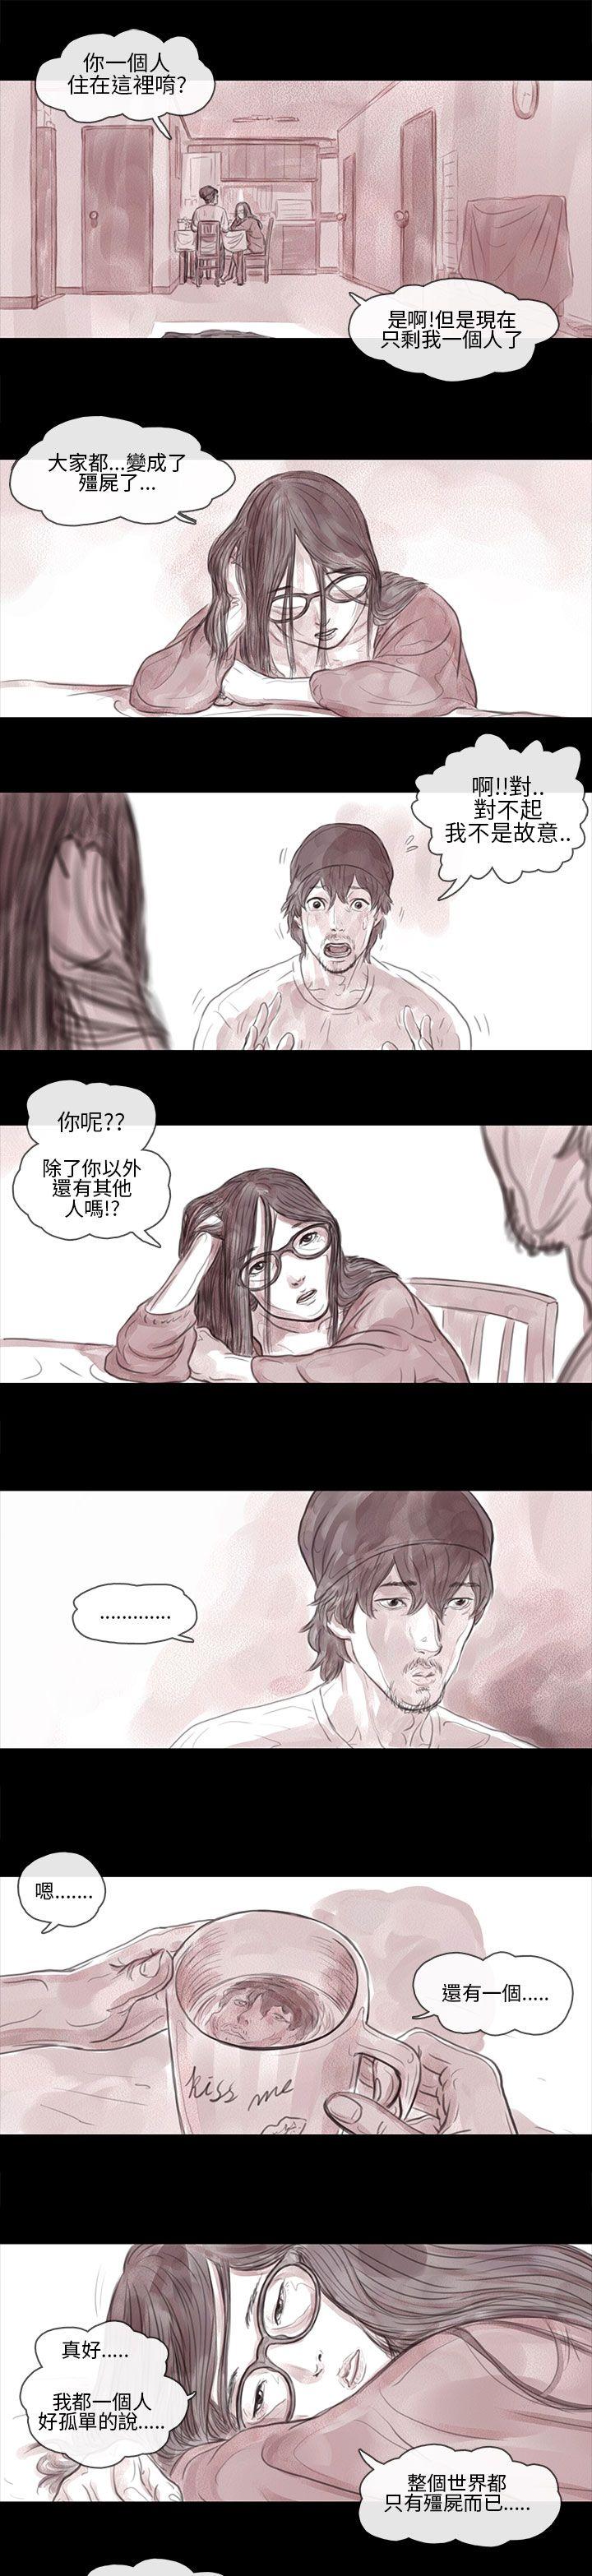 你一個人
住在這裡唷?
是啊!但是現在
只剩我一個人了
大家都...變成了
殭屍了...
啊!!對..
對不起
我不是故意..
你呢??
除了你以外
還有其他
人嗎!?
.............
嗯.......
還有一個.....
kiss me
真好.....
我都一個人
好孤單的說.....
整個世界都
只有殭屍而已.....